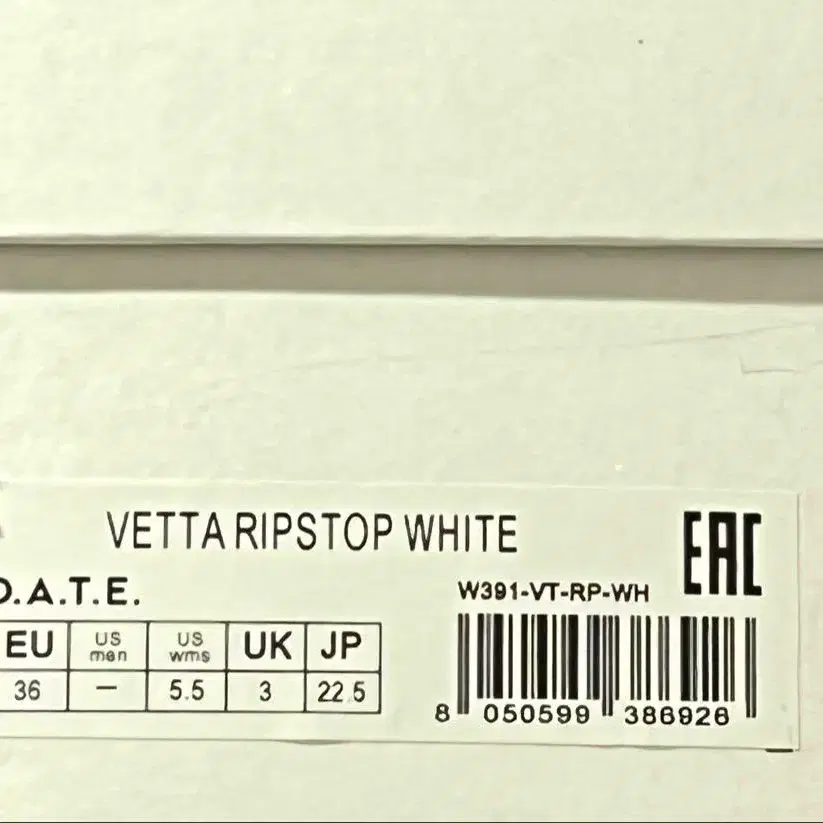 VETTA RIPSTOP WHITE
EAC
D.A.T.E.
W391-VT-RP-WH
EU US men US wms UK JP
36 – 5.5 3 22.5
8 050599 386926